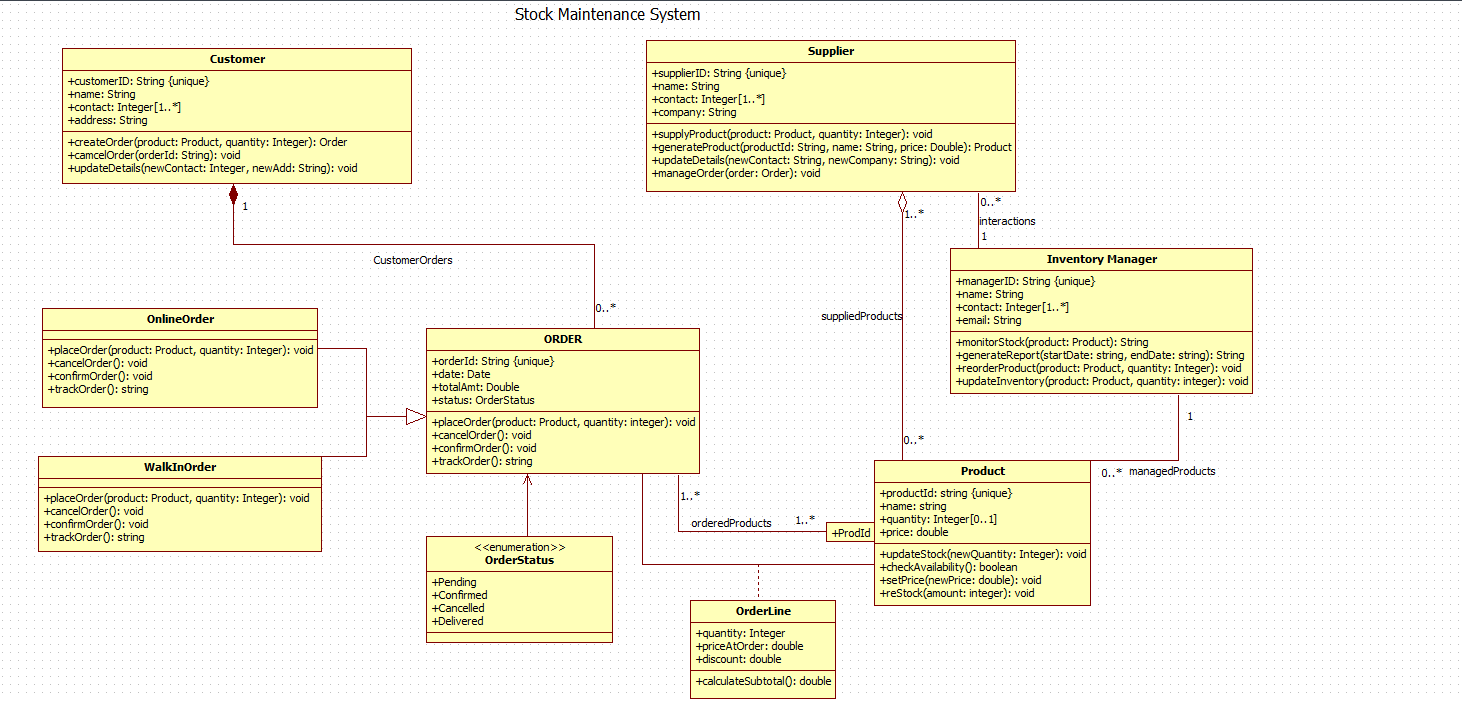 Stock Maintenance System
Customer
+customerID: String {unique}
+name: String
+contact: Integer[1..*]
+address: String
+createOrder(product: Product, quantity: Integer): Order
+camcelOrder(orderId: String): void
+updateDetails(newContact: Integer, newAdd: String): void
1
CustomerOrders
0..*
Supplier
+supplierID: String {unique}
+name: String
+contact: Integer[1..*]
+company: String
+supplyProduct(product: Product, quantity: Integer): void
+generateProduct(productId: String, name: String, price: Double): Product
+updateDetails(newContact: String, newCompany: String): void
+manageOrder(order: Order): void
1..*
0..*
interactions
1
suppliedProducts
0..*
Inventory Manager
+managerID: String {unique}
+name: String
+contact: Integer[1..*]
+email: String
+monitorStock(product: Product): String
+generateReport(startDate: string, endDate: string): String
+reorderProduct(product: Product, quantity: Integer): void
+updateInventory(product: Product, quantity: integer): void
1
0..* managedProducts
OnlineOrder
+placeOrder(product: Product, quantity: Integer): void
+cancelOrder(): void
+confirmOrder(): void
+trackOrder(): string
ORDER
+orderId: String {unique}
+date: Date
+totalAmt: Double
+status: OrderStatus
+placeOrder(product: Product, quantity: integer): void
+cancelOrder(): void
+confirmOrder(): void
+trackOrder(): string
WalkInOrder
+placeOrder(product: Product, quantity: Integer): void
+cancelOrder(): void
+confirmOrder(): void
+trackOrder(): string
1..*
orderedProducts
1..*
+ProdId
Product
+productId: string {unique}
+name: string
+quantity: Integer[0..1]
+price: double
+updateStock(newQuantity: Integer): void
+checkAvailability(): boolean
+setPrice(newPrice: double): void
+reStock(amount: integer): void
<<enumeration>>
OrderStatus
+Pending
+Confirmed
+Cancelled
+Delivered
OrderLine
+quantity: Integer
+priceAtOrder: double
+discount: double
+calculateSubtotal(): double